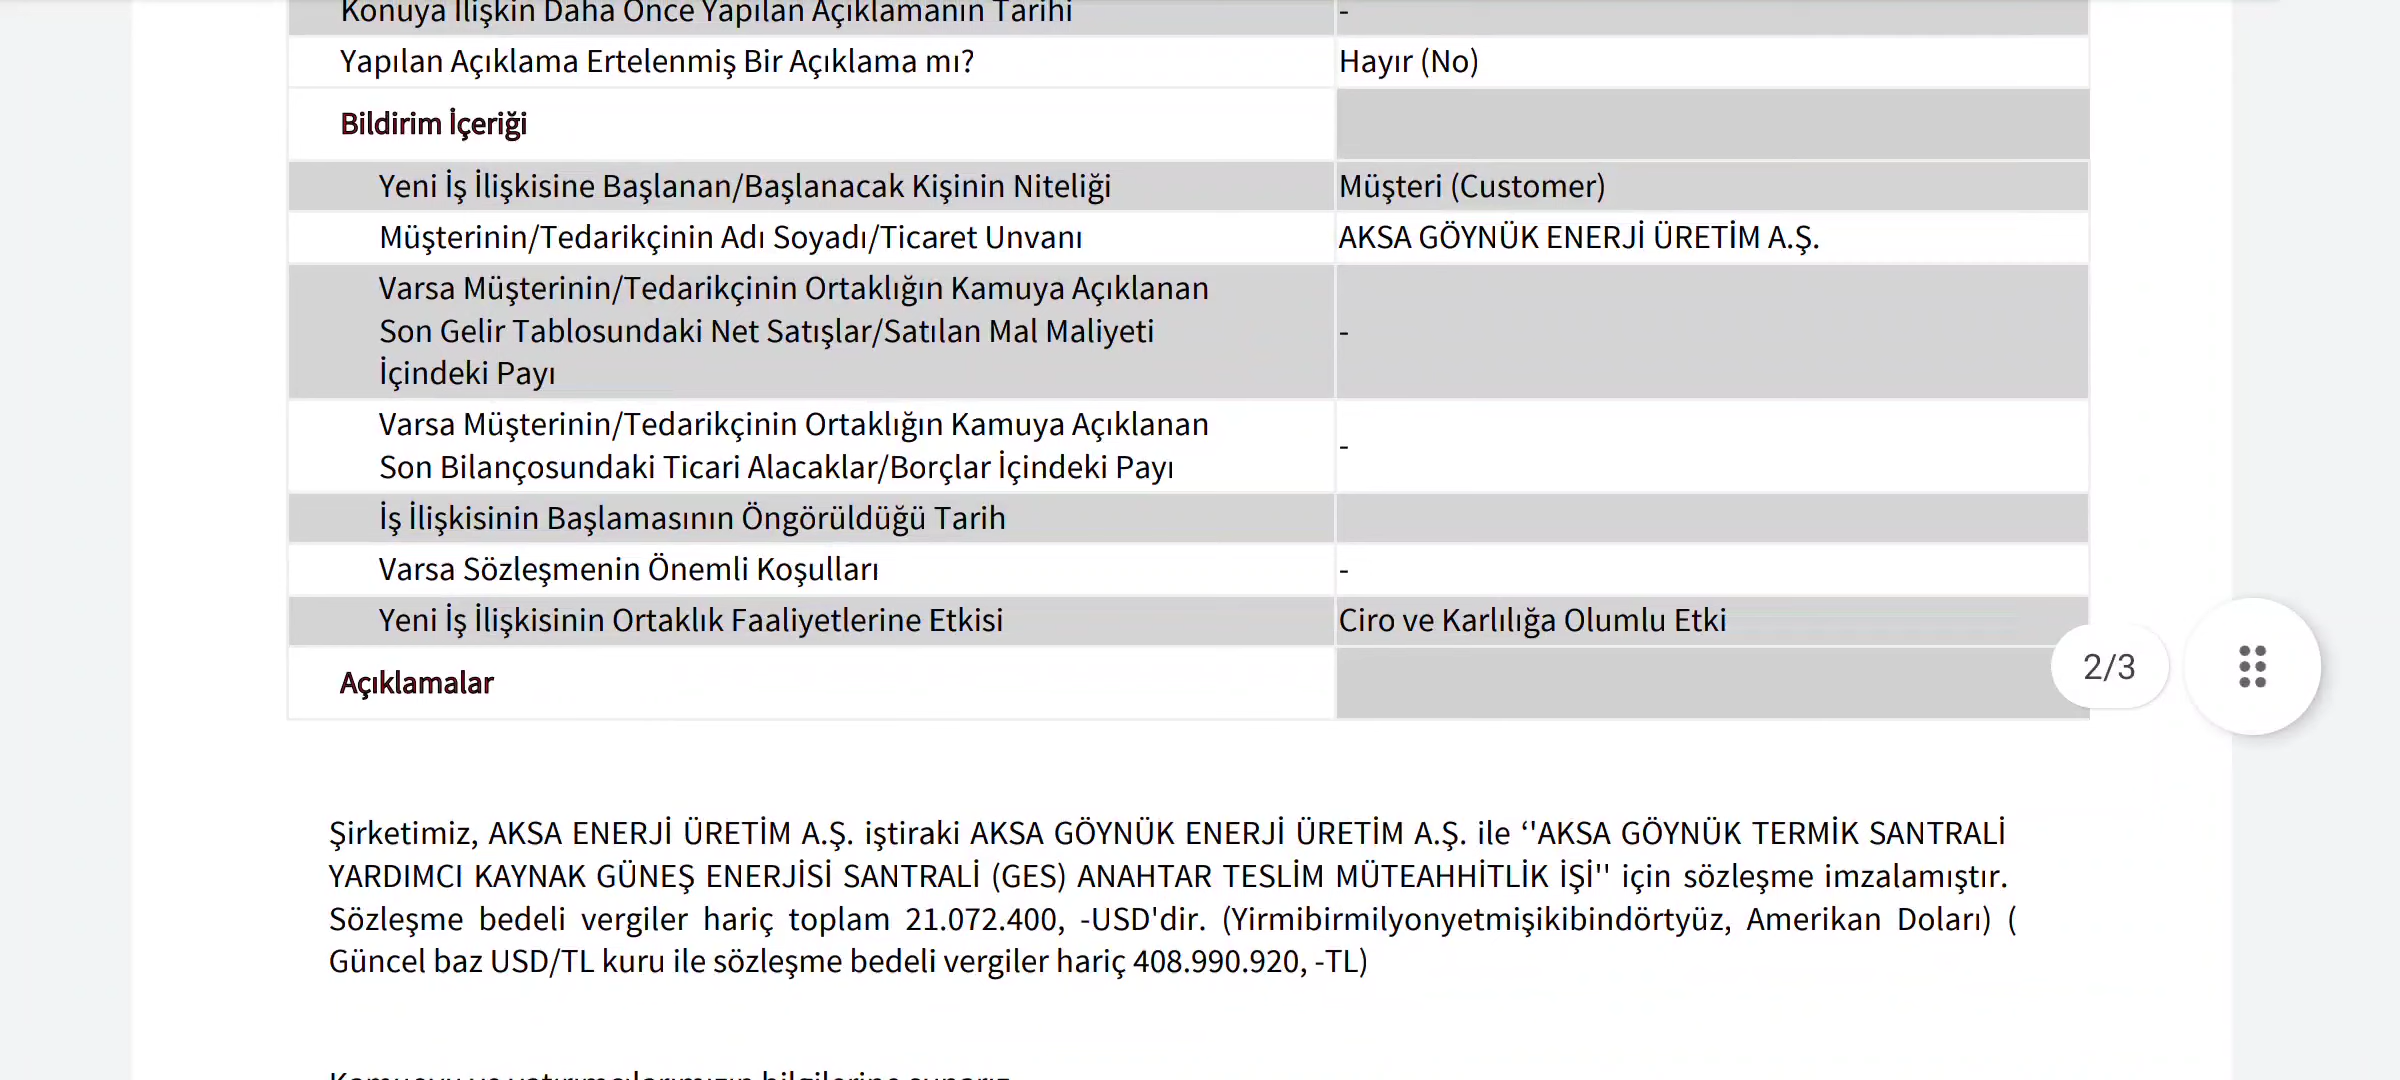 Konuya İlişkin Daha Önce Yapılan Açıklamanın Tarihi -
Yapılan Açıklama Ertelenmiş Bir Açıklama mı? Hayır (No)
Bildirim İçeriği
Yeni İş İlişkisine Başlanan/Başlanacak Kişinin Niteliği Müşteri (Customer)
Müşterinin/Tedarikçinin Adı Soyadı/Ticaret Unvanı AKSA GÖYNÜK ENERJİ ÜRETİM A.Ş.
Varsa Müşterinin/Tedarikçinin Ortaklığın Kamuya Açıklanan
Son Gelir Tablosundaki Net Satışlar/Satılan Mal Maliyeti -
İçindeki Payı
Varsa Müşterinin/Tedarikçinin Ortaklığın Kamuya Açıklanan
Son Bilançosundaki Ticari Alacaklar/Borçlar İçindeki Payı -
İş İlişkisinin Başlamasının Öngörüldüğü Tarih
Varsa Sözleşmenin Önemli Koşulları -
Yeni İş İlişkisinin Ortaklık Faaliyetlerine Etkisi Ciro ve Karlılığa Olumlu Etki
2/3
Açıklamalar
Şirketimiz, AKSA ENERJİ ÜRETİM A.Ş. iştiraki AKSA GÖYNÜK ENERJİ ÜRETİM A.Ş. ile ‘'AKSA GÖYNÜK TERMİK SANTRALİ
YARDIMCI KAYNAK GÜNEŞ ENERJİSİ SANTRALİ (GES) ANAHTAR TESLİM MÜTEAHHİTLİK İŞİ'' için sözleşme imzalamıştır.
Sözleşme bedeli vergiler hariç toplam 21.072.400, -USD'dir. (Yirmibirmilyonyetmişikibindörtyüz, Amerikan Doları) (
Güncel baz USD/TL kuru ile sözleşme bedeli vergiler hariç 408.990.920, -TL)
Kamuoyu ve yatırımcılarımızın bilgilerine sunarız.